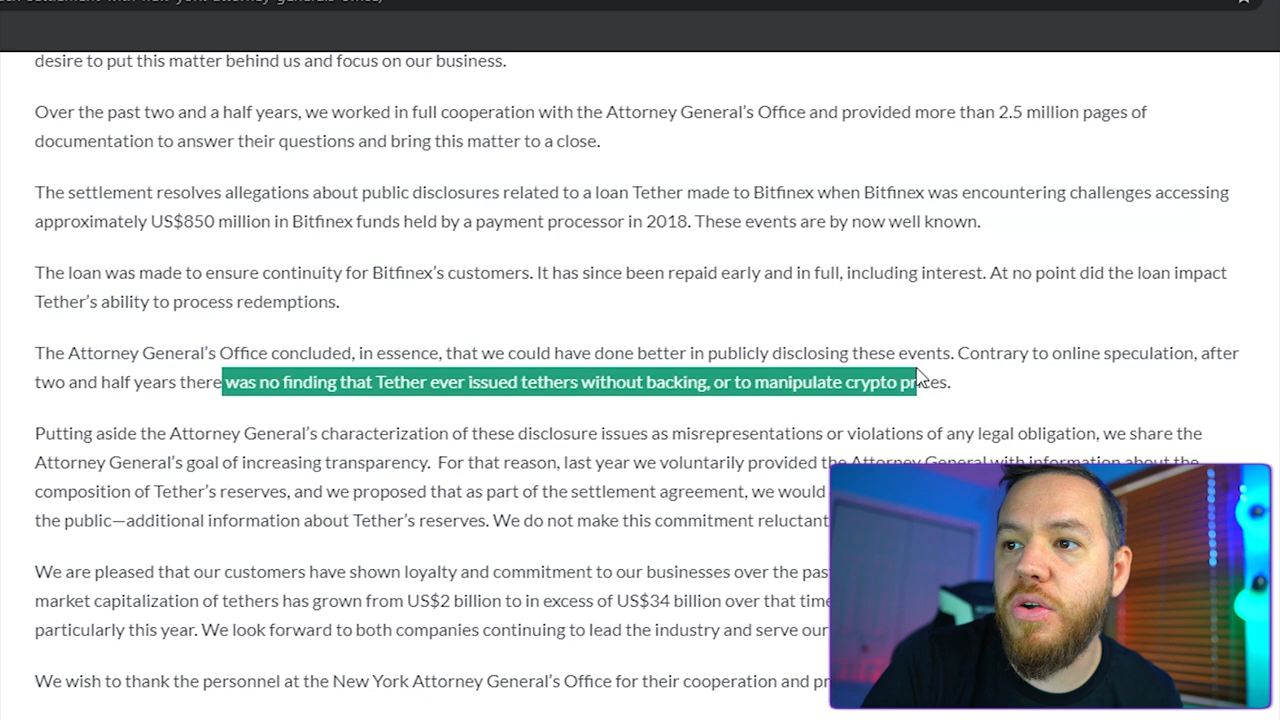 desire to put this matter behind us and focus on our business.
Over the past two and a half years, we worked in full cooperation with the Attorney General’s Office and provided more than 2.5 million pages of
documentation to answer their questions and bring this matter to a close.
The settlement resolves allegations about public disclosures related to a loan Tether made to Bitfinex when Bitfinex was encountering challenges accessing
approximately US$850 million in Bitfinex funds held by a payment processor in 2018. These events are by now well known.
The loan was made to ensure continuity for Bitfinex’s customers. It has since been repaid early and in full, including interest. At no point did the loan impact
Tether’s ability to process redemptions.
The Attorney General’s Office concluded, in essence, that we could have done better in publicly disclosing these events. Contrary to online speculation, after
two and half years there was no finding that Tether ever issued tethers without backing, or to manipulate crypto prices.
Putting aside the Attorney General’s characterization of these disclosure issues as misrepresentations or violations of any legal obligation, we share the
Attorney General’s goal of increasing transparency. For that reason, last year we voluntarily provided the Attorney General with information about the
composition of Tether’s reserves, and we proposed that as part of the settlement agreement, we would
the public—additional information about Tether’s reserves. We do not make this commitment
We are pleased that our customers have shown loyalty and commitment to our businesses over the
market capitalization of tethers has grown from US$2 billion to in excess of US$34 billion over that
particularly this year. We look forward to both companies continuing to lead the industry and serve our
We wish to thank the personnel at the New York Attorney General’s Office for their cooperation and